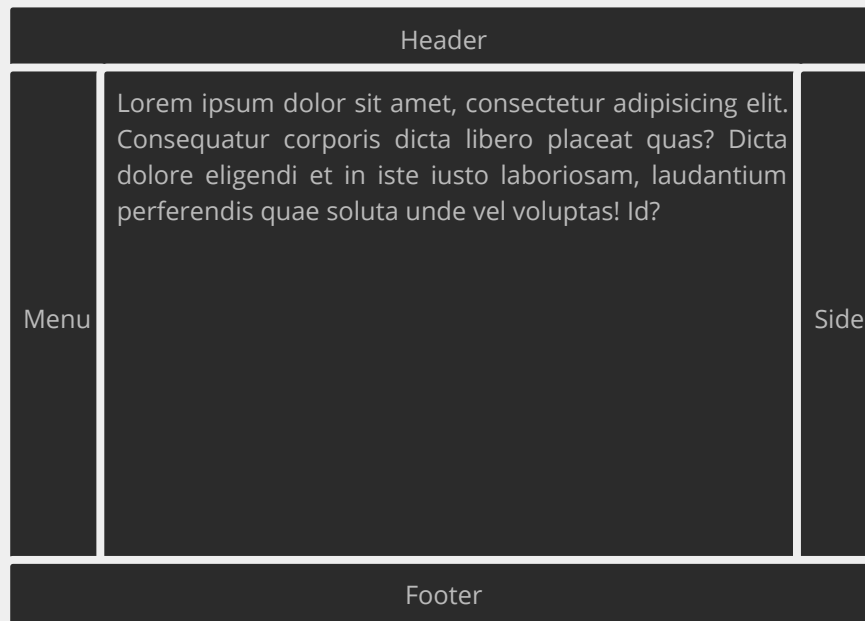 Header
Lorem ipsum dolor sit amet, consectetur adipisicing elit.
Consequatur corporis dicta libero placeat quas? Dicta
dolore eligendi et in iste iusto laboriosam, laudantium
perferendis quae soluta unde vel voluptas! Id?
Menu
Side
Footer